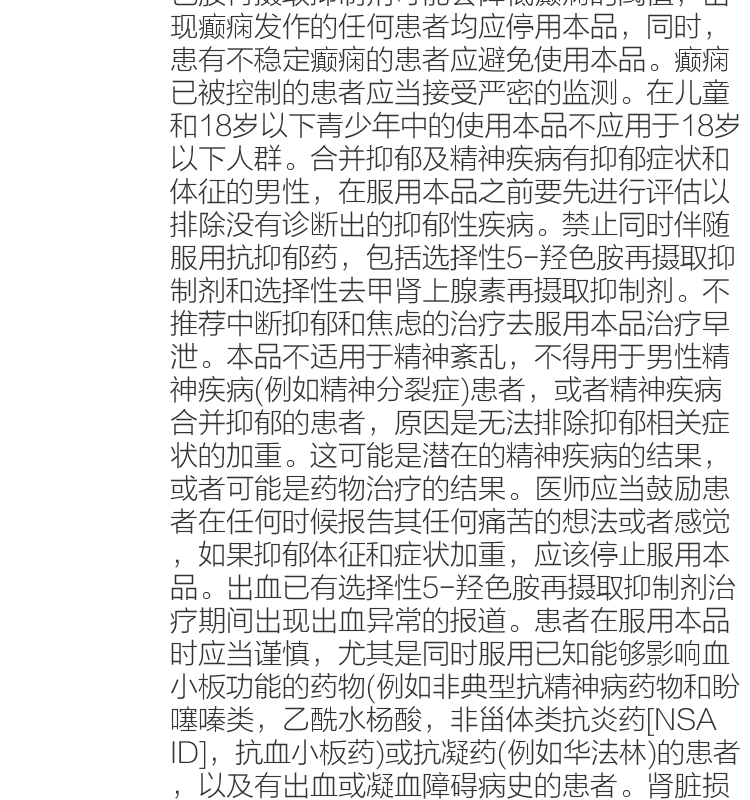 现癫痫发作的任何患者均应停用本品，同时，
患有不稳定癫痫的患者应避免使用本品。癫痫
已被控制的患者应当接受严密的监测。在儿童
和18岁以下青少年中的使用本品不应用于18岁
以下人群。合并抑郁及精神疾病有抑郁症状和
体征的男性，在服用本品之前要先进行评估以
排除没有诊断出的抑郁性疾病。禁止同时伴随
服用抗抑郁药，包括选择性5-羟色胺再摄取抑
制剂和选择性去甲肾上腺素再摄取抑制剂。不
推荐中断抑郁和焦虑的治疗去服用本品治疗早
泄。本品不适用于精神紊乱，不得用于男性精
神疾病(例如精神分裂症)患者，或者精神疾病
合并抑郁的患者，原因是无法排除抑郁相关症
状的加重。这可能是潜在的精神疾病的结果，
或者可能是药物治疗的结果。医师应当鼓励患
者在任何时候报告其任何痛苦的想法或者感觉
，如果抑郁体征和症状加重，应该停止服用本
品。出血已有选择性5-羟色胺再摄取抑制剂治
疗期间出现出血异常的报道。患者在服用本品
时应当谨慎，尤其是同时服用已知能够影响血
小板功能的药物(例如非典型抗精神病药物和盼
噻嗪类，乙酰水杨酸，非甾体类抗炎药[NSA
ID]，抗血小板药)或抗凝药(例如华法林)的患者
，以及有出血或凝血障碍病史的患者。肾脏损